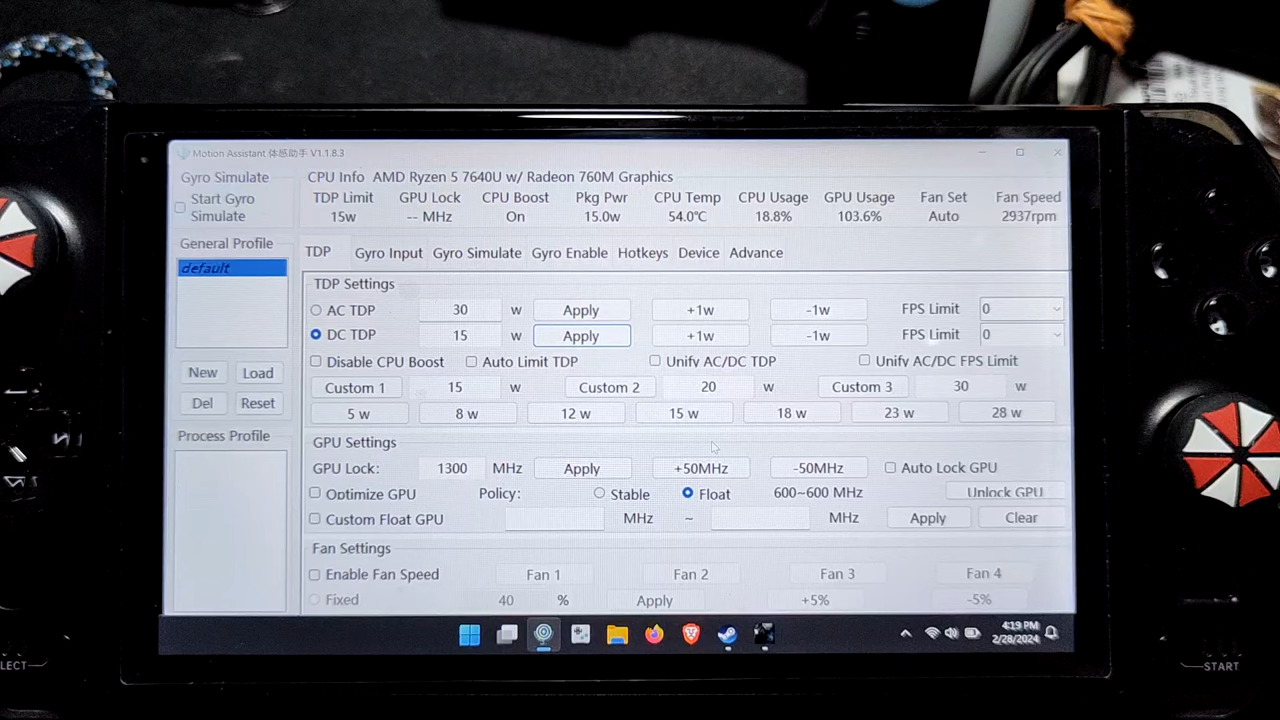 Motion Assistant 体感助手 V1.1.8.3
Gyro Simulate
Start Gyro
Simulate
CPU Info AMD Ryzen 5 7640U w/ Radeon 760M Graphics
TDP Limit GPU Lock CPU Boost Pkg Pwr CPU Temp CPU Usage GPU Usage Fan Set Fan Speed
15w -- MHz On 15.0w 54.0℃ 18.8% 103.6% Auto 2937rpm
General Profile
default
New Load
Del Reset
Process Profile
TDP Gyro Input Gyro Simulate Gyro Enable Hotkeys Device Advance
TDP Settings
AC TDP 30 w Apply +1w -1w FPS Limit 0
DC TDP 15 w Apply +1w -1w FPS Limit 0
Disable CPU Boost Auto Limit TDP Unify AC/DC TDP Unify AC/DC FPS Limit
Custom 1 15 w Custom 2 20 w Custom 3 30 w
5 w 8 w 12 w 15 w 18 w 23 w 28 w
GPU Settings
GPU Lock: 1300 MHz Apply +50MHz -50MHz Auto Lock GPU
Optimize GPU Policy: Stable Float 600~600 MHz Unlock GPU
Custom Float GPU MHz ~ MHz Apply Clear
Fan Settings
Enable Fan Speed Fan 1 Fan 2 Fan 3 Fan 4
Fixed 40 % Apply +5% -5%
4:19 PM
2/28/2024
LECT
START